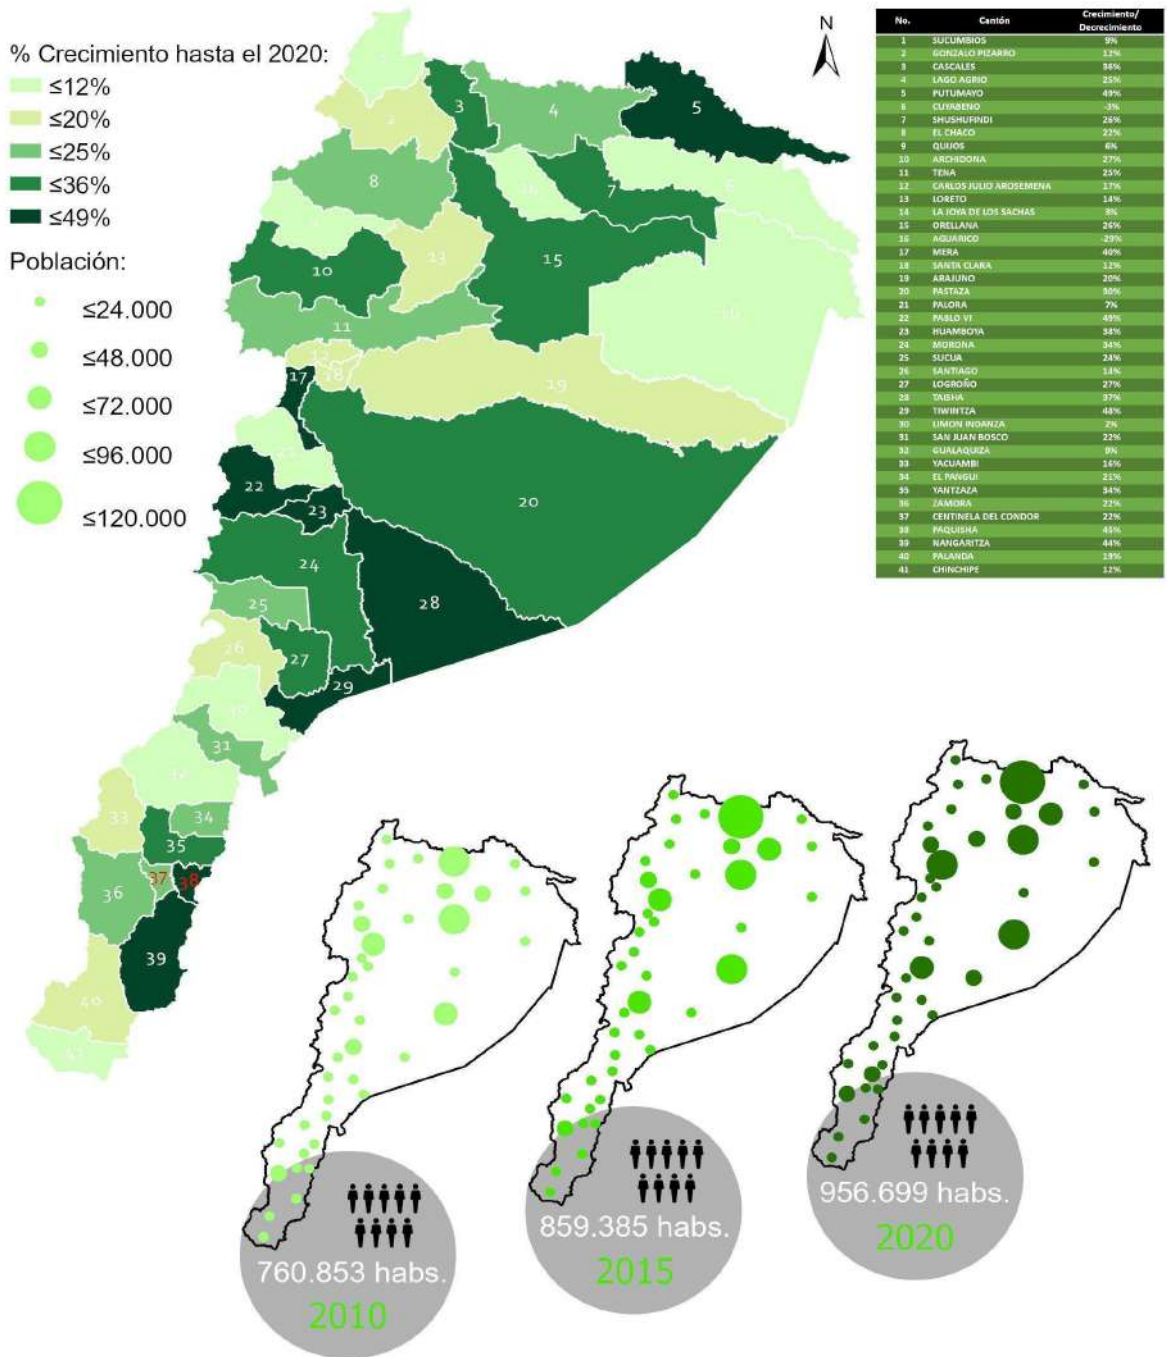 % Crecimiento hasta el 2020:
≤12%
≤20%
≤25%
≤36%
≤49%
Población:
≤24.000
≤48.000
≤72.000
≤96.000
≤120.000
N
No. Cantón Crecimiento/
Decrecimiento
1 SUCUMBIOS 9%
2 GONZALO PIZARRO 12%
3 CASCALES 36%
4 LAGO AGRIO 25%
5 PUTUMAYO 49%
6 CUYABENO -3%
7 SHUSHUFINDI 26%
8 EL CHACO 22%
9 QUIJOS 6%
10 ARCHIDONA 27%
11 TENA 25%
12 CARLOS JULIO AROSEMENA 17%
13 LORETO 14%
14 LA JOYA DE LOS SACHAS 8%
15 ORELLANA 26%
16 AGUARICO -29%
17 MERA 40%
18 SANTA CLARA 12%
19 ARAJUNO 20%
20 PASTAZA 30%
21 PALORA 7%
22 PABLO VI 49%
23 HUAMBOYA 38%
24 MORONA 34%
25 SUCUA 24%
26 SANTIAGO 14%
27 LOGROÑO 27%
28 TAISHA 37%
29 TIWINTZA 48%
30 LIMON INDANZA 2%
31 SAN JUAN BOSCO 22%
32 GUALAQUIZA 9%
33 YACUAMBI 16%
34 EL PANGUI 21%
35 YANTZAZA 34%
36 ZAMORA 22%
37 CENTINELA DEL CONDOR 22%
38 PAQUISHA 45%
39 NANGARITZA 44%
40 PALANDA 19%
41 CHINCHIPE 12%
2
3
4
5
6
7
8
14
10
13
15
16
11
12
18
17
19
20
22
23
24
25
28
26
27
29
30
31
32
33
34
35
36
37
38
39
40
41
760.853 habs.
2010
859.385 habs.
2015
956.699 habs.
2020